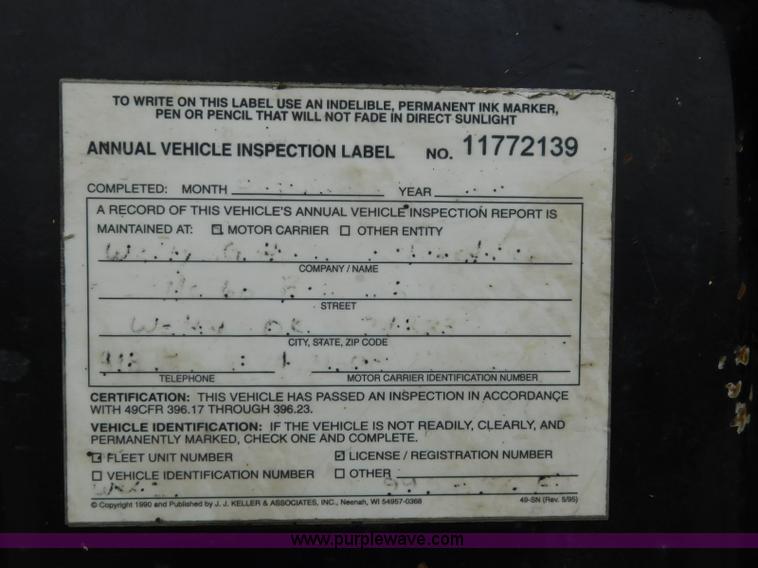 TO WRITE ON THIS LABEL USE AN INDELIBLE, PERMANENT INK MARKER,
PEN OR PENCIL THAT WILL NOT FADE IN DIRECT SUNLIGHT
ANNUAL VEHICLE INSPECTION LABEL NO. 11772139
COMPLETED: MONTH YEAR
A RECORD OF THIS VEHICLE'S ANNUAL VEHICLE INSPECTION REPORT IS
MAINTAINED AT: MOTOR CARRIER OTHER ENTITY
COMPANY / NAME
STREET
CITY, STATE, ZIP CODE
TELEPHONE MOTOR CARRIER IDENTIFICATION NUMBER
CERTIFICATION: THIS VEHICLE HAS PASSED AN INSPECTION IN ACCORDANCE
WITH 49CFR 396.17 THROUGH 396.23.
VEHICLE IDENTIFICATION: IF THE VEHICLE IS NOT READILY, CLEARLY, AND
PERMANENTLY MARKED, CHECK ONE AND COMPLETE.
FLEET UNIT NUMBER LICENSE / REGISTRATION NUMBER
VEHICLE IDENTIFICATION NUMBER OTHER
© Copyright 1990 and Published by J. J. KELLER & ASSOCIATES, INC., Neenah, WI 54957-0368 49-SN (Rev. 5/95)
www.purplewave.com